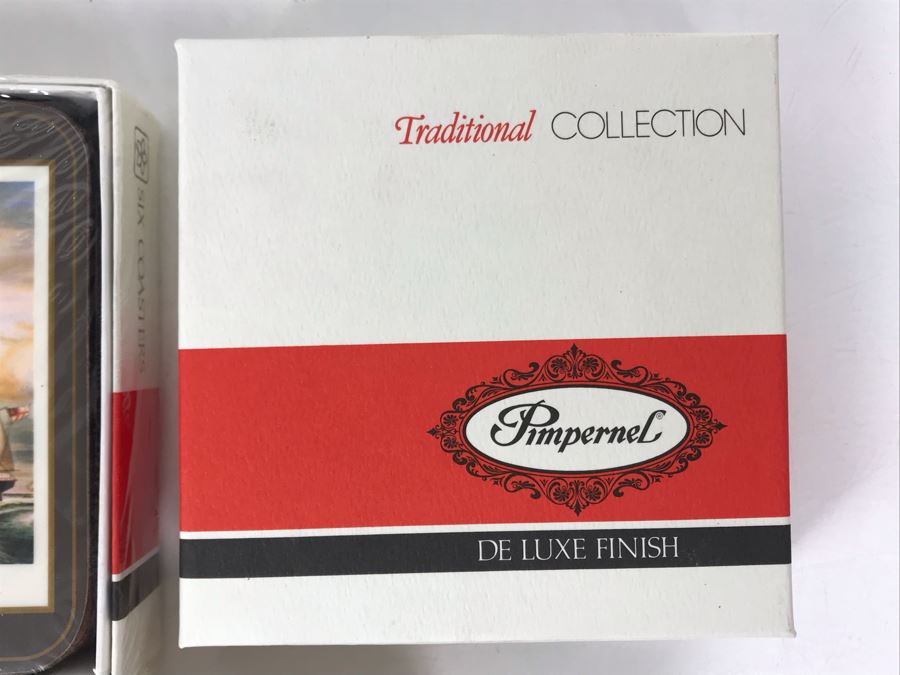 Traditional COLLECTION
Pimpernel®
DE LUXE FINISH
SIX COASTERS